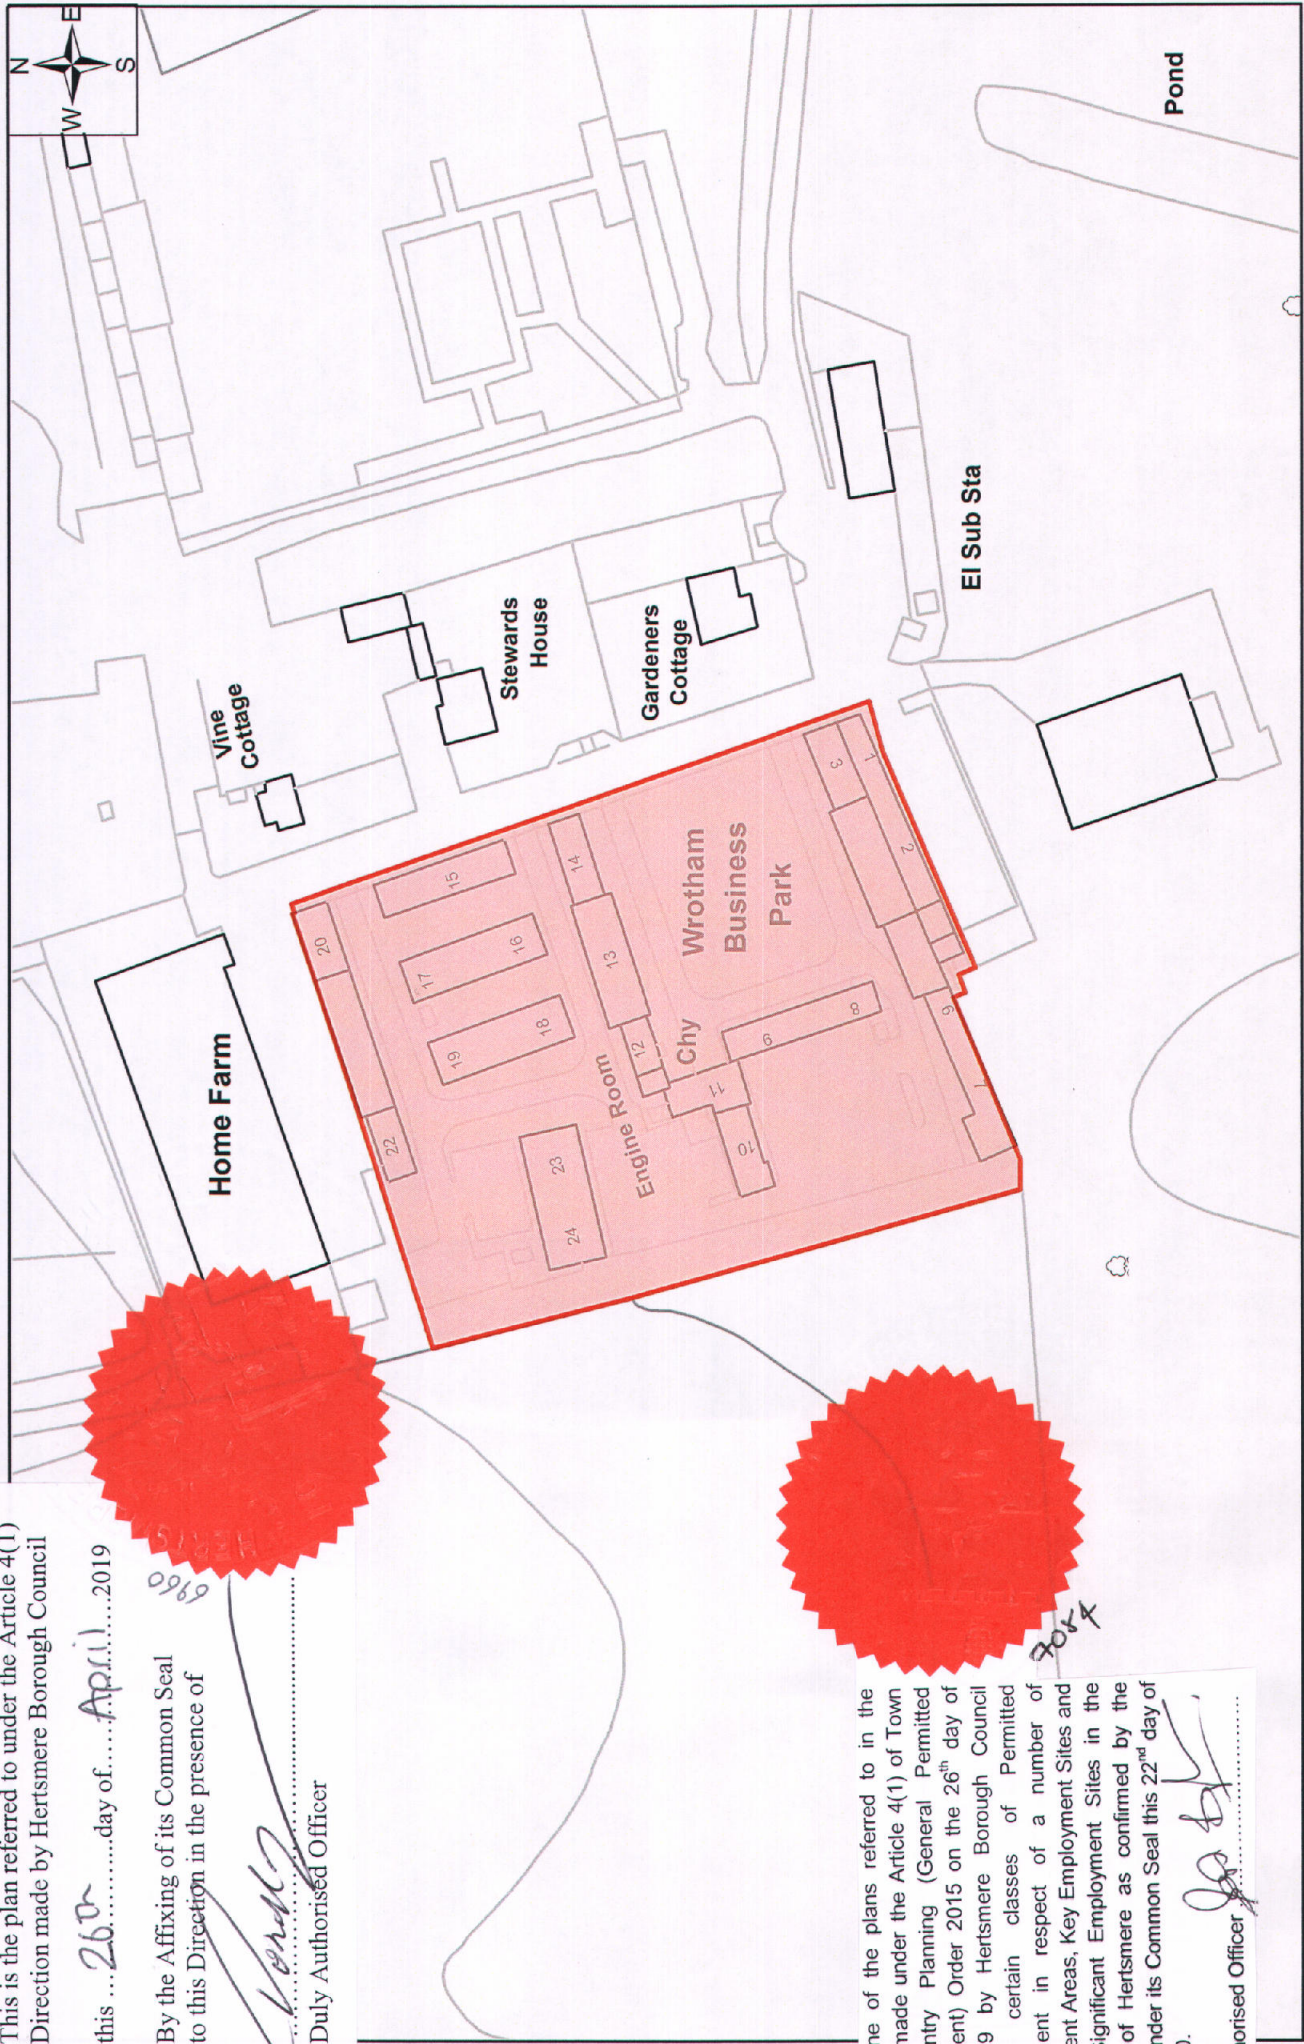 This is the plan referred to under the Article 4(1)
Direction made by Hertsmere Borough Council
this ..26th..........day of.....April.....2019
By the Affixing of its Common Seal
to this Direction in the presence of
Duly Authorised Officer
6960
ne of the plans referred to in the
made under the Article 4(1) of Town
ntry Planning (General Permitted
ent) Order 2015 on the 26th day of
9 by Hertsmere Borough Council
certain classes of Permitted
ent in respect of a number of
ent Areas, Key Employment Sites and
ignificant Employment Sites in the
of Hertsmere as confirmed by the
nder its Common Seal this 22nd day of
0.
orised Officer
7084
N
W
E
S
Home Farm
Vine
Cottage
Stewards
House
Gardeners
Cottage
El Sub Sta
Pond
Wrotham
Business
Park
Engine Room
Chy
20
22
15
17
16
19
18
14
13
12
11
10
23
24
9
8
3
1
2
6
7